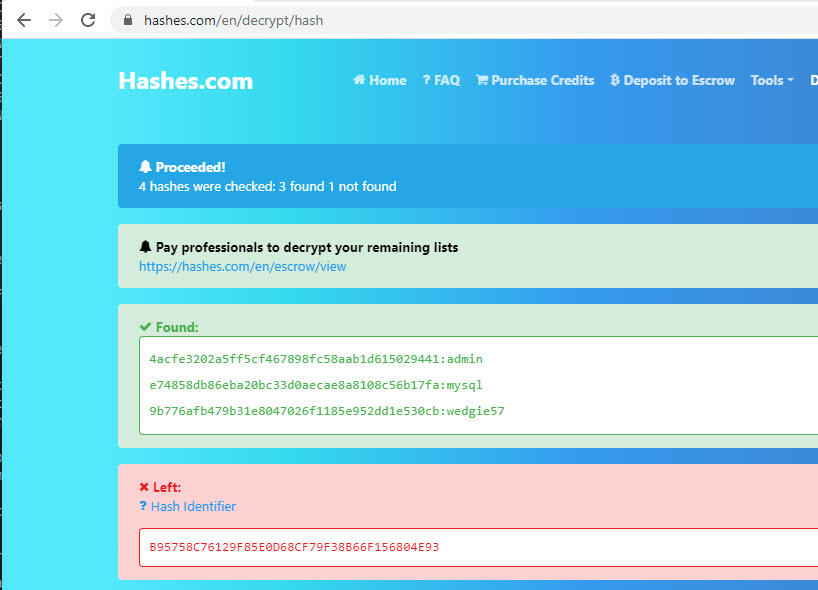 hashes.com/en/decrypt/hash
Hashes.com
Home ? FAQ Purchase Credits Deposit to Escrow Tools D
Proceeded!
4 hashes were checked: 3 found 1 not found
Pay professionals to decrypt your remaining lists
https://hashes.com/en/escrow/view
Found:
4acfe3202a5ff5cf467898fc58aab1d615029441:admin
e74858db86eba20bc33d0aecae8a8108c56b17fa:mysql
9b776afb479b31e8047026f1185e952dd1e530cb:wedgie57
Left:
? Hash Identifier
B95758C76129F85E0D68CF79F38B66F156804E93